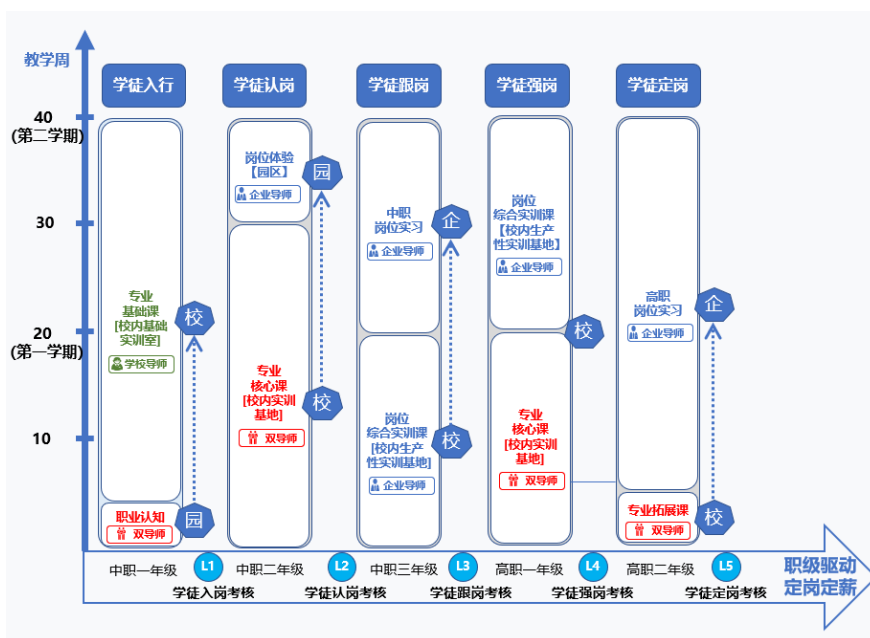 教学周
学徒入行
学徒认岗
学徒跟岗
学徒强岗
学徒定岗
40
(第二学期)
30
20
(第一学期)
10
专业
基础课
[校内基础
实训室]
学校导师
校
职业认知
双导师
园
岗位体验
【园区】
企业导师
园
专业
核心课
[校内实训
基地]
双导师
校
中职
岗位实习
企业导师
企
岗位
综合实训课
[校内生产
性实训基地]
企业导师
校
岗位
综合实训课
【校内生产
性实训基地】
企业导师
校
专业
核心课
[校内实训
基地]
双导师
高职
岗位实习
企业导师
企
专业拓展课
双导师
校
中职一年级
L1
中职二年级
L2
中职三年级
L3
高职一年级
L4
高职二年级
L5
学徒入岗考核
学徒认岗考核
学徒跟岗考核
学徒强岗考核
学徒定岗考核
职级驱动
定岗定薪